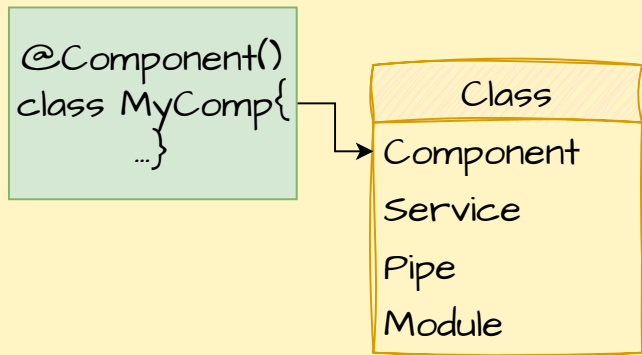 @Component()
class MyComp{
...}
Class
Component
Service
Pipe
Module